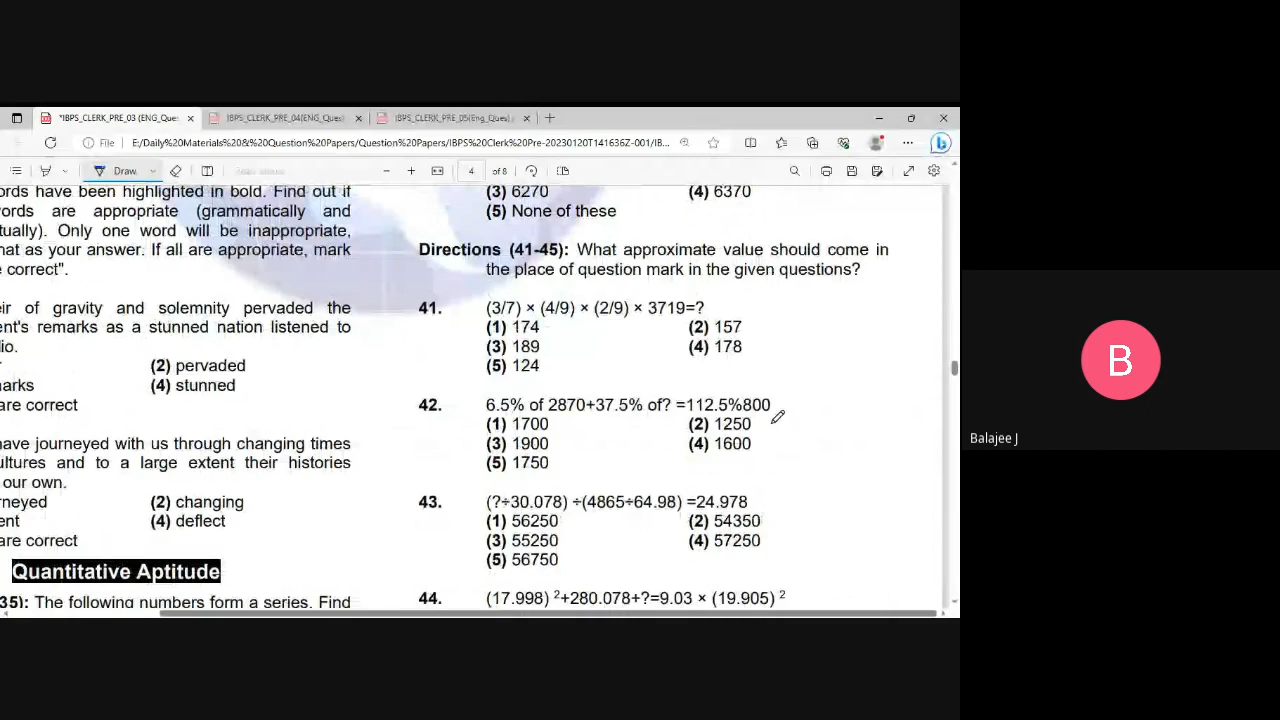 *IBPS_CLERK_PRE_03 (ENG_Ques
IBPS_CLERK_PRE_04(ENG_Ques)
IBPS_CLERK_PRE_05(Eng_Ques)
File
E:/Daily%20Materials%20&%20Question%20Papers/Question%20Papers/IBPS%20Clerk%20Pre-20230120T141636Z-001/IB...
Draw
4 of 8
ords have been highlighted in bold. Find out if
words are appropriate (grammatically and
tually). Only one word will be inappropriate,
hat as your answer. If all are appropriate, mark
e correct".
eir of gravity and solemnity pervaded the
ent's remarks as a stunned nation listened to
dio.
(2) pervaded
arks (4) stunned
are correct
have journeyed with us through changing times
ultures and to a large extent their histories
our own.
rneyed (2) changing
ent (4) deflect
are correct
Quantitative Aptitude
35): The following numbers form a series. Find
(3) 6270 (4) 6370
(5) None of these
Directions (41-45): What approximate value should come in
the place of question mark in the given questions?
41. (3/7) × (4/9) × (2/9) × 3719=?
(1) 174 (2) 157
(3) 189 (4) 178
(5) 124
42. 6.5% of 2870+37.5% of? =112.5%800
(1) 1700 (2) 1250
(3) 1900 (4) 1600
(5) 1750
43. (?÷30.078) ÷(4865÷64.98) =24.978
(1) 56250 (2) 54350
(3) 55250 (4) 57250
(5) 56750
44. (17.998) ²+280.078+?=9.03 × (19.905) ²
B
Balajee J